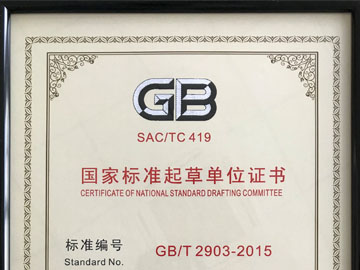 GB
SAC/TC 419
国家标准起草单位证书
CERTIFICATE OF NATIONAL STANDARD DRAFTING COMMITTEE
标准编号 GB/T 2903-2015
Standard No.